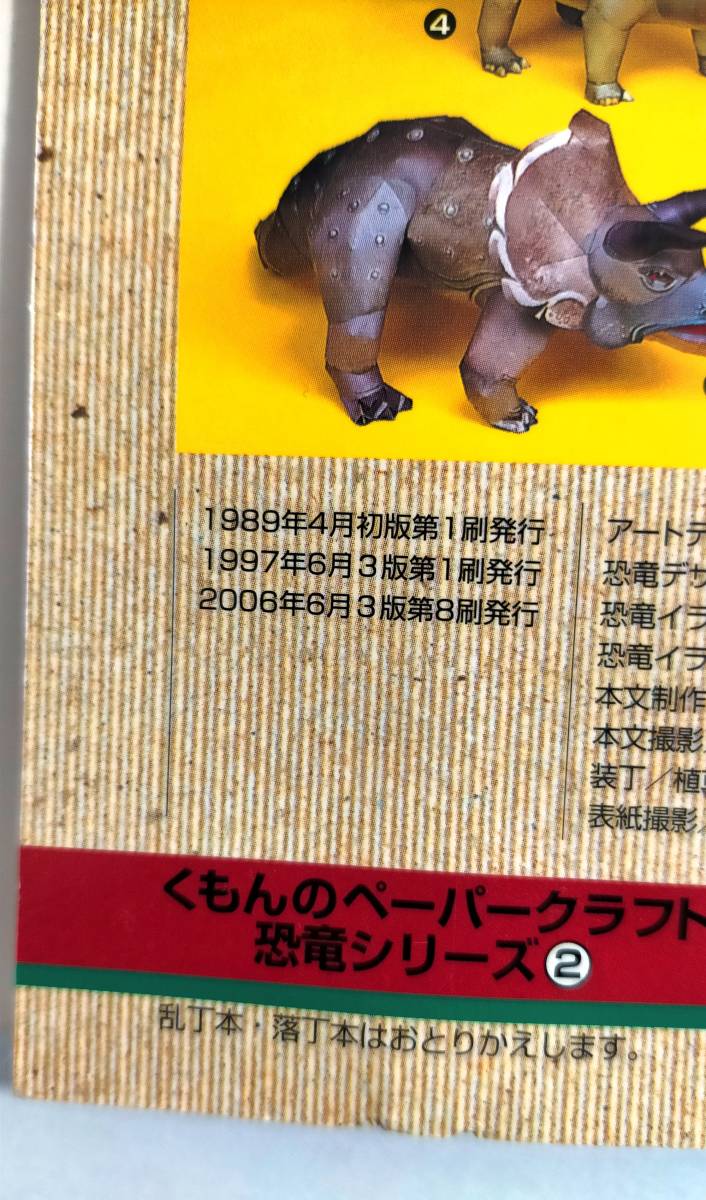 4
1989年4月初版第1刷発行
1997年6月3版第1刷発行
2006年6月3版第8刷発行
アートデ
恐竜デザ
恐竜イラ
恐竜イラ
本文制作
本文撮影
装丁/植
表紙撮影
くもんのペーパークラフト
恐竜シリーズ2
乱丁本・落丁本はおとりかえします。